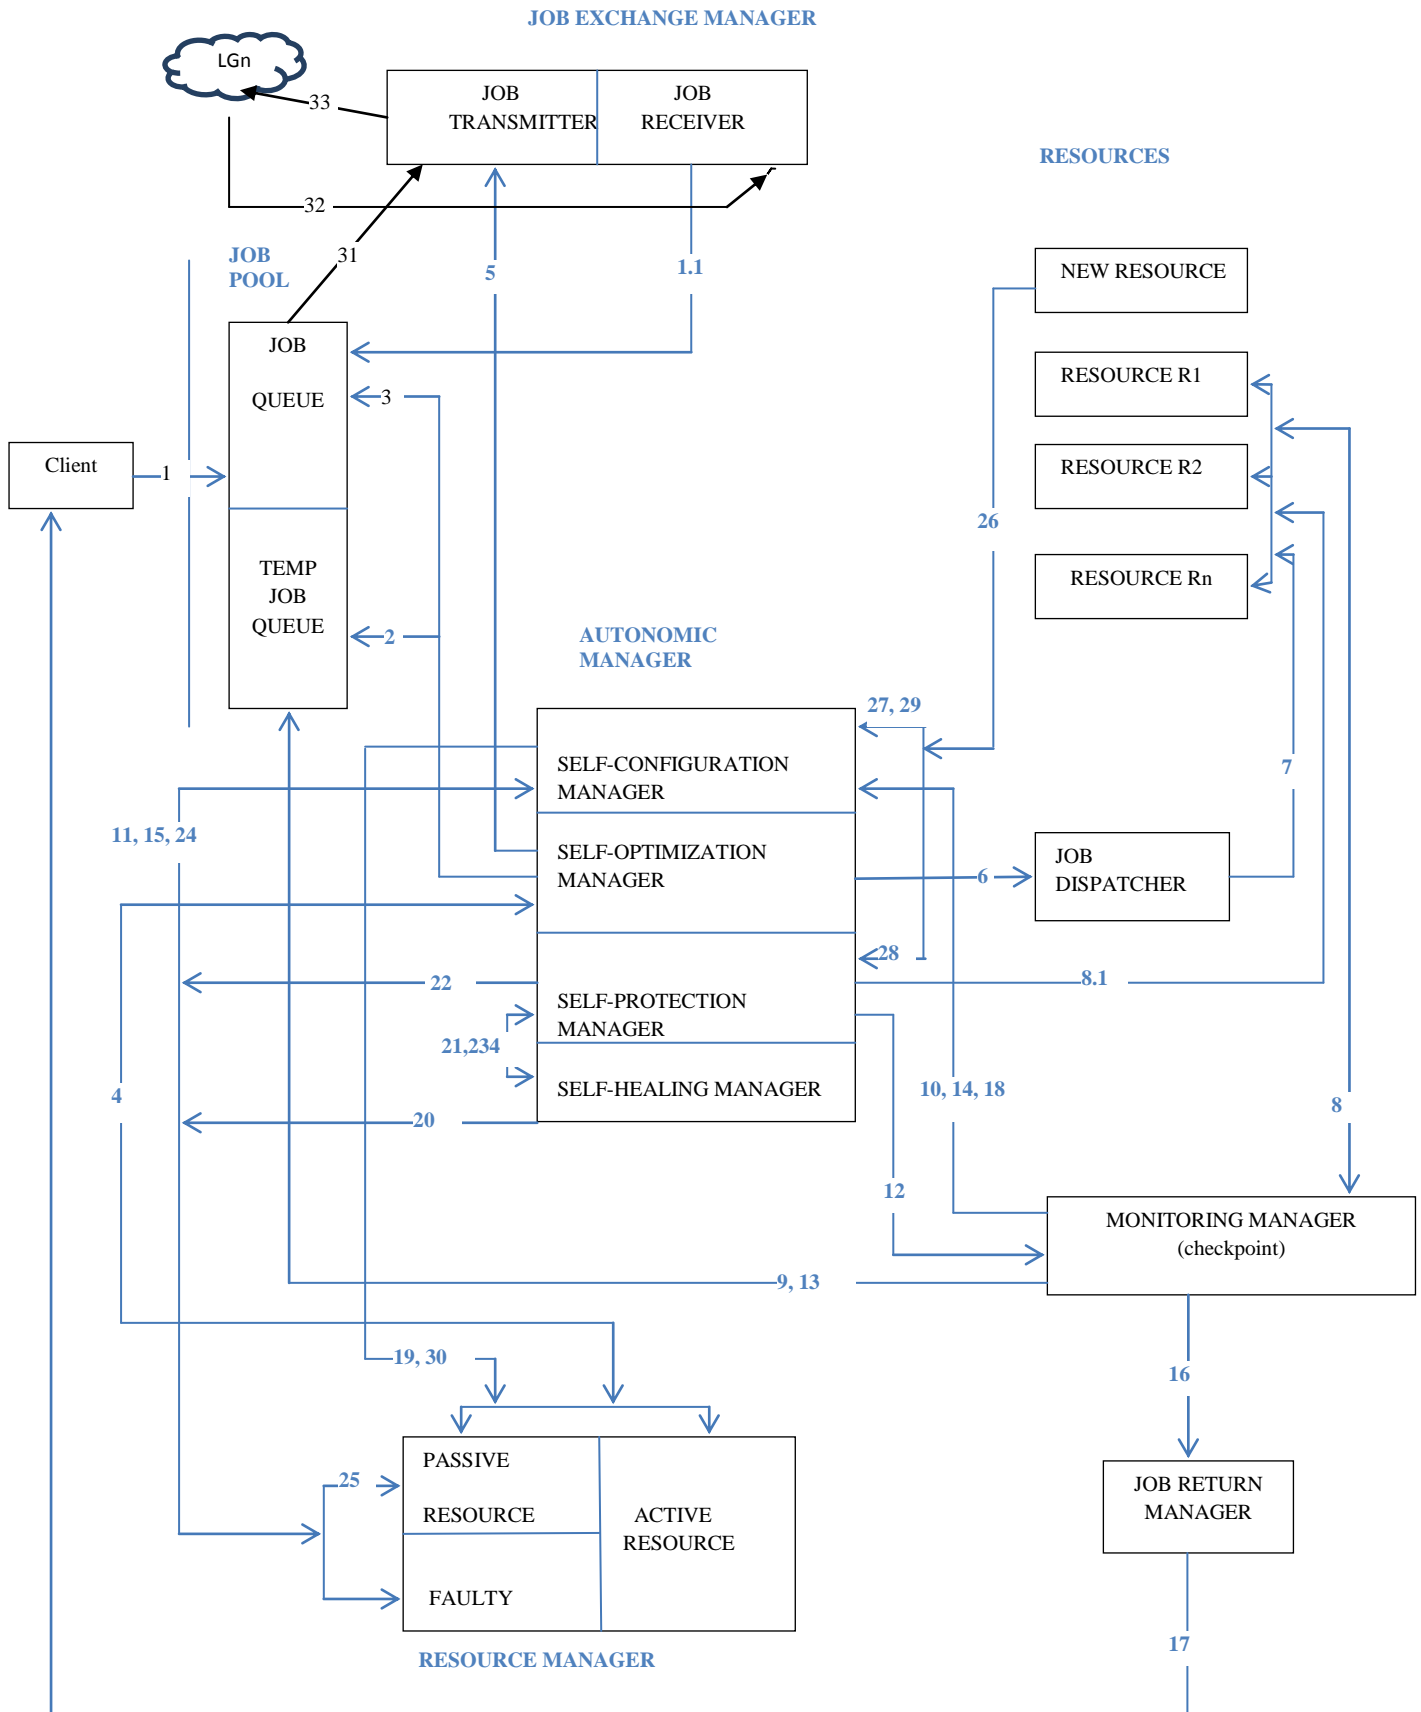 JOB EXCHANGE MANAGER
LGn
33
JOB
TRANSMITTER
JOB
RECEIVER
RESOURCES
32
31
JOB
POOL
5
1.1
NEW RESOURCE
JOB
QUEUE
3
RESOURCE R1
Client
1
RESOURCE R2
26
TEMP
JOB
QUEUE
2
RESOURCE Rn
AUTONOMIC
MANAGER
27, 29
SELF-CONFIGURATION
MANAGER
7
11, 15, 24
SELF-OPTIMIZATION
MANAGER
6
JOB
DISPATCHER
28
22
8.1
SELF-PROTECTION
MANAGER
21,234
4
SELF-HEALING MANAGER
10, 14, 18
8
20
12
MONITORING MANAGER
(checkpoint)
9, 13
19, 30
16
PASSIVE
RESOURCE
25
ACTIVE
RESOURCE
JOB RETURN
MANAGER
FAULTY
17
RESOURCE MANAGER